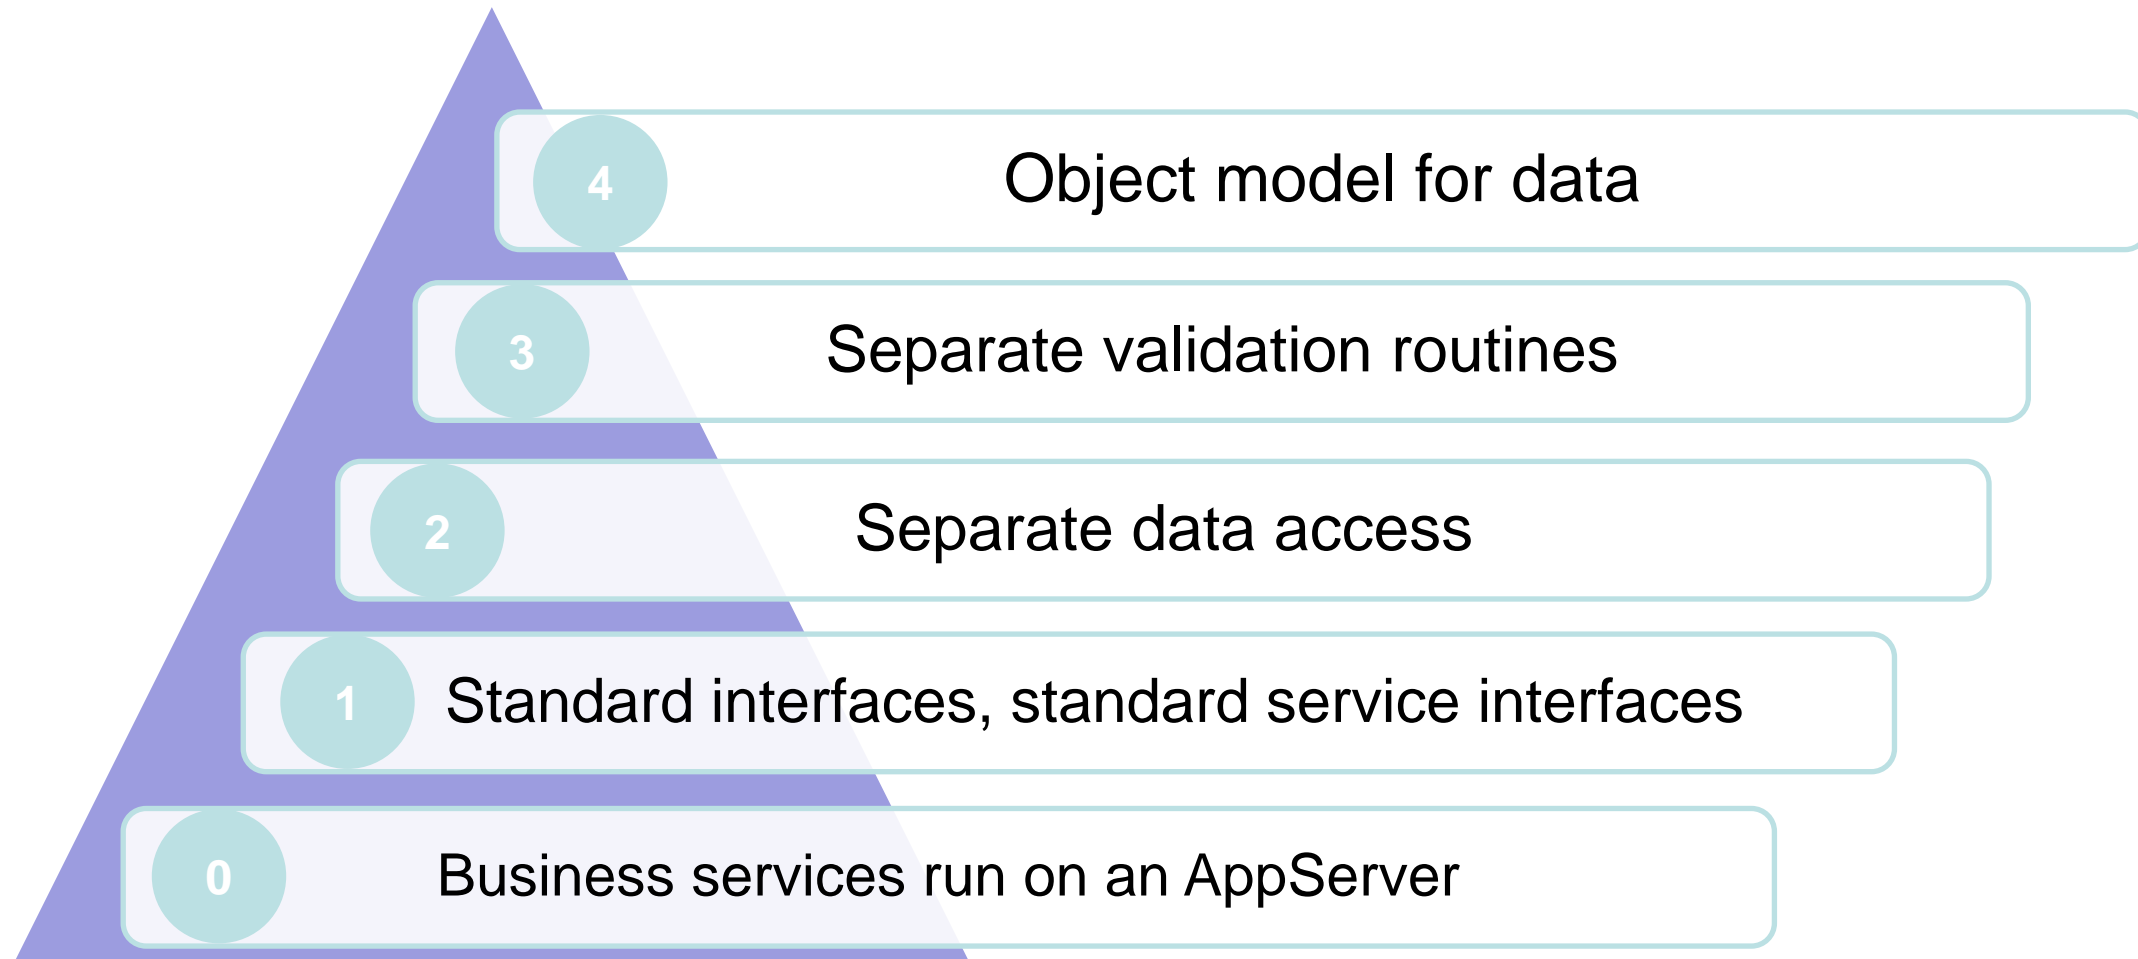 4
Object model for data
3
Separate validation routines
2
Separate data access
1
Standard interfaces, standard service interfaces
0
Business services run on an AppServer